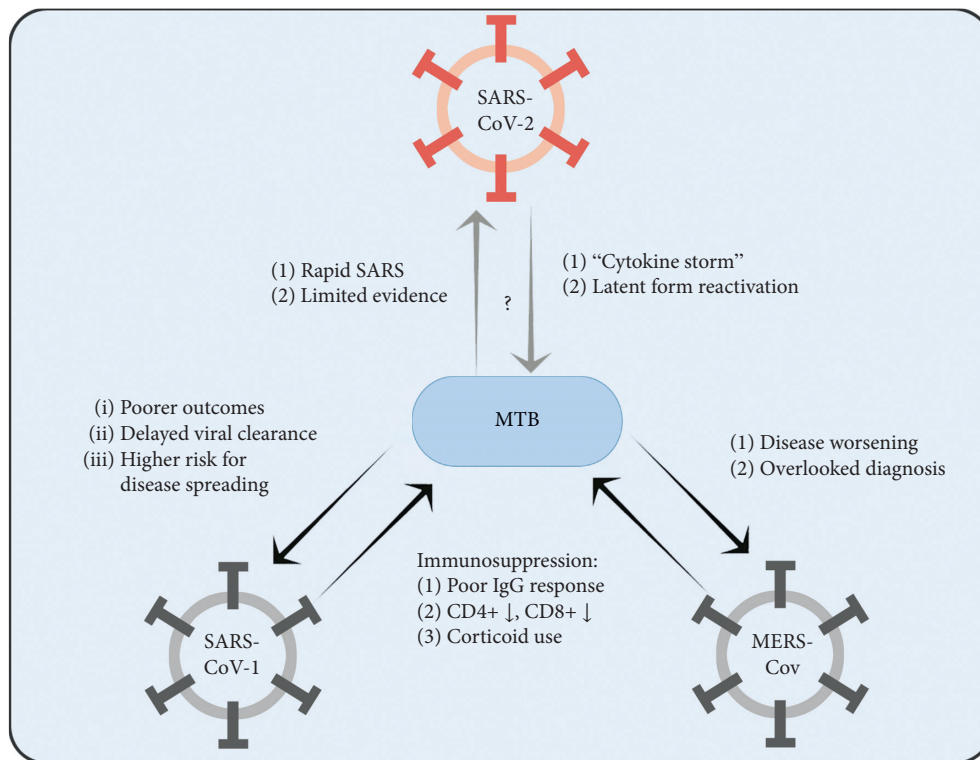 SARS-
CoV-2
(1) Rapid SARS
(2) Limited evidence
?
(1) “Cytokine storm”
(2) Latent form reactivation
MTB
(i) Poorer outcomes
(ii) Delayed viral clearance
(iii) Higher risk for
disease spreading
(1) Disease worsening
(2) Overlooked diagnosis
Immunosuppression:
(1) Poor IgG response
(2) CD4+ ↓, CD8+ ↓
(3) Corticoid use
SARS-
CoV-1
MERS-
Cov